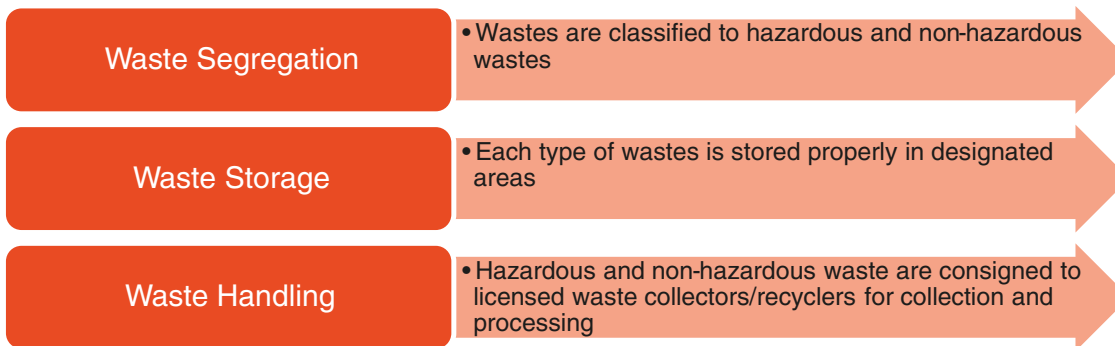 Waste Segregation
• Wastes are classified to hazardous and non-hazardous
wastes
Waste Storage
• Each type of wastes is stored properly in designated
areas
Waste Handling
• Hazardous and non-hazardous waste are consigned to
licensed waste collectors/recyclers for collection and
processing